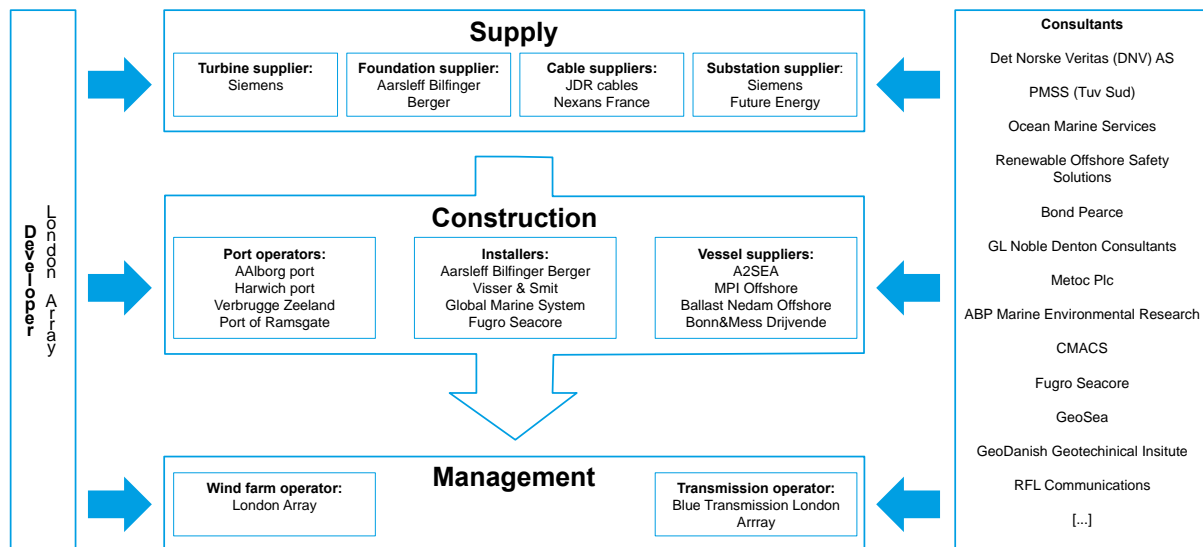 Developer
London Array
Supply
Turbine supplier:
Siemens
Foundation supplier:
Aarsleff Bilfinger
Berger
Cable suppliers:
JDR cables
Nexans France
Substation supplier:
Siemens
Future Energy
Construction
Port operators:
AAlborg port
Harwich port
Verbrugge Zeeland
Port of Ramsgate
Installers:
Aarsleff Bilfinger Berger
Visser & Smit
Global Marine System
Fugro Seacore
Vessel suppliers:
A2SEA
MPI Offshore
Ballast Nedam Offshore
Bonn&Mess Drijvende
Management
Wind farm operator:
London Array
Transmission operator:
Blue Transmission London
Arrray
Consultants
Det Norske Veritas (DNV) AS
PMSS (Tuv Sud)
Ocean Marine Services
Renewable Offshore Safety
Solutions
Bond Pearce
GL Noble Denton Consultants
Metoc Plc
ABP Marine Environmental Research
CMACS
Fugro Seacore
GeoSea
GeoDanish Geotechinical Insitute
RFL Communications
[...]